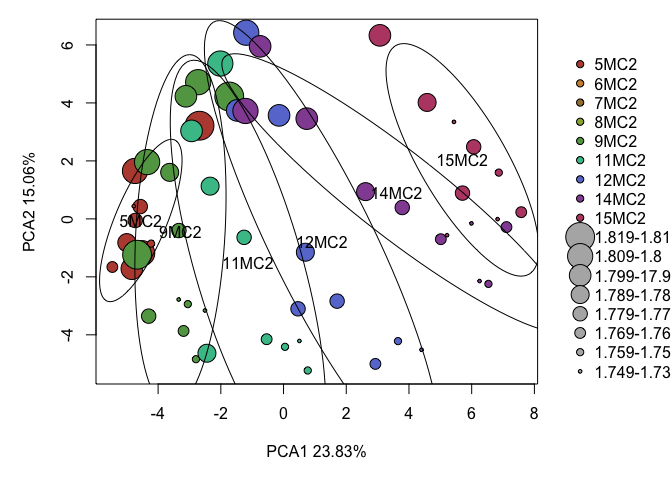 6
4
2
0
-2
-4
PCA2 15.06%
5MC2
9MC2
11MC2
12MC2
14MC2
15MC2
-4 -2 0 2 4 6 8
PCA1 23.83%
5MC2
6MC2
7MC2
8MC2
9MC2
11MC2
12MC2
14MC2
15MC2
1.819-1.81
1.809-1.8
1.799-17.9
1.789-1.78
1.779-1.77
1.769-1.76
1.759-1.75
1.749-1.73